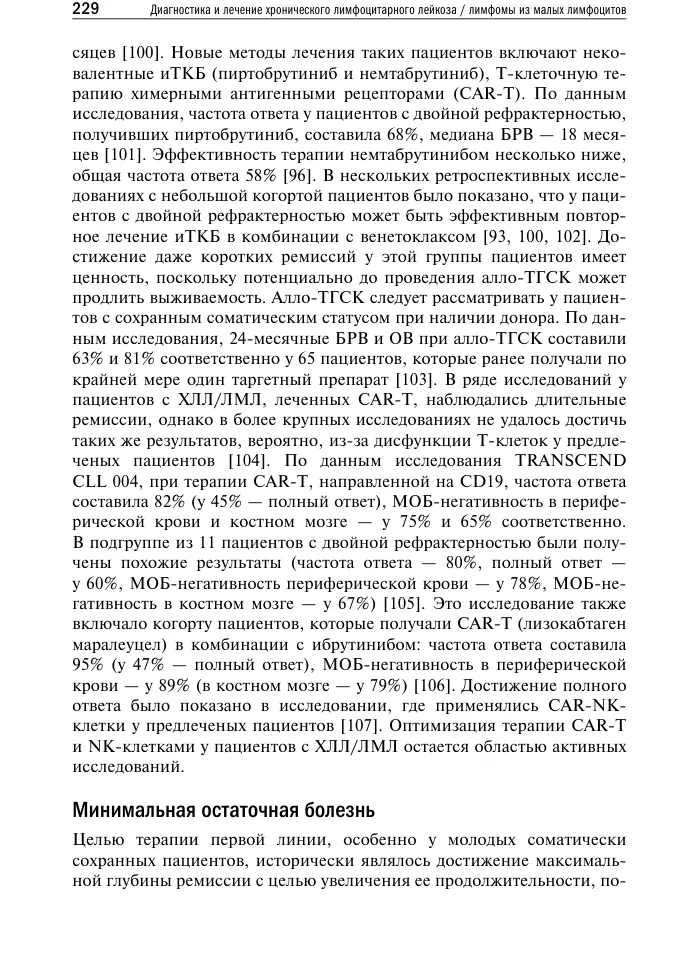 229 Диагностика и лечение хронического лимфоцитарного лейкоза / лимфомы из малых лимфоцитов
сяцев [100]. Новые методы лечения таких пациентов включают неко-
валентные иТКБ (пиртобрутиниб и немтабрутиниб), Т-клеточную те-
рапию химерными антигенными рецепторами (CAR-T). По данным
исследования, частота ответа у пациентов с двойной рефрактерностью,
получивших пиртобрутиниб, составила 68%, медиана БРВ — 18 меся-
цев [101]. Эффективность терапии немтабрутинибом несколько ниже,
общая частота ответа 58% [96]. В нескольких ретроспективных иссле-
дованиях с небольшой когортой пациентов было показано, что у паци-
ентов с двойной рефрактерностью может быть эффективным повтор-
ное лечение иТКБ в комбинации с венетоклаксом [93, 100, 102]. До-
стижение даже коротких ремиссий у этой группы пациентов имеет
ценность, поскольку потенциально до проведения алло-ТГСК может
продлить выживаемость. Алло-ТГСК следует рассматривать у пациен-
тов с сохранным соматическим статусом при наличии донора. По дан-
ным исследования, 24-месячные БРВ и ОВ при алло-ТГСК составили
63% и 81% соответственно у 65 пациентов, которые ранее получали по
крайней мере один таргетный препарат [103]. В ряде исследований у
пациентов с ХЛЛ/ЛМЛ, леченных CAR-T, наблюдались длительные
ремиссии, однако в более крупных исследованиях не удалось достичь
таких же результатов, вероятно, из-за дисфункции Т-клеток у предле-
ченых пациентов [104]. По данным исследования TRANSCEND
CLL 004, при терапии CAR-T, направленной на CD19, частота ответа
составила 82% (у 45% — полный ответ), МОБ-негативность в перифе-
рической крови и костном мозге — у 75% и 65% соответственно.
В подгруппе из 11 пациентов с двойной рефрактерностью были полу-
чены похожие результаты (частота ответа — 80%, полный ответ —
у 60%, МОБ-негативность периферической крови — у 78%, МОБ-не-
гативность в костном мозге — у 67%) [105]. Это исследование также
включало когорту пациентов, которые получали CAR-T (лизокабтаген
маралеуцел) в комбинации с ибрутинибом: частота ответа составила
95% (у 47% — полный ответ), МОБ-негативность в периферической
крови — у 89% (в костном мозге — у 79%) [106]. Достижение полного
ответа было показано в исследовании, где применялись CAR-NK-
клетки у предлеченых пациентов [107]. Оптимизация терапии CAR-T
и NK-клетками у пациентов с ХЛЛ/ЛМЛ остается областью активных
исследований.
Минимальная остаточная болезнь
Целью терапии первой линии, особенно у молодых соматически
сохранных пациентов, исторически являлось достижение максималь-
ной глубины ремиссии с целью увеличения ее продолжительности, по-